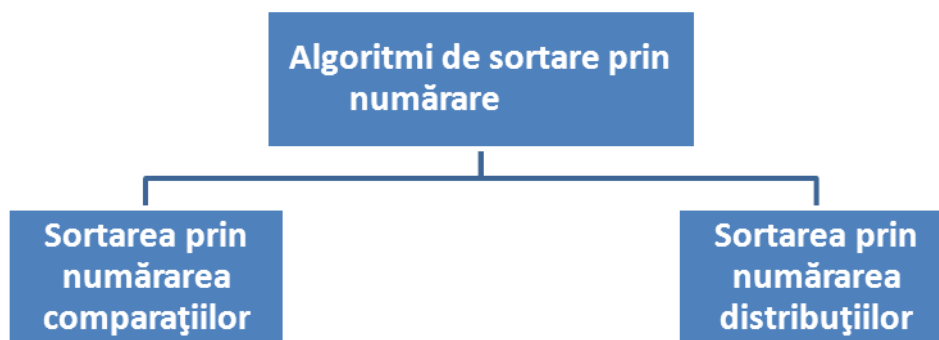 Algoritmi de sortare prin
numărare
Sortarea prin
numărarea
comparaţiilor
Sortarea prin
numărarea
distribuţiilor